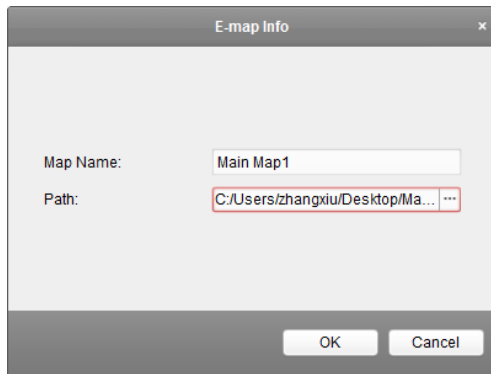 E-map Info ×
Map Name: Main Map1
Path: C:/Users/zhangxiu/Desktop/Ma... ...
OK Cancel